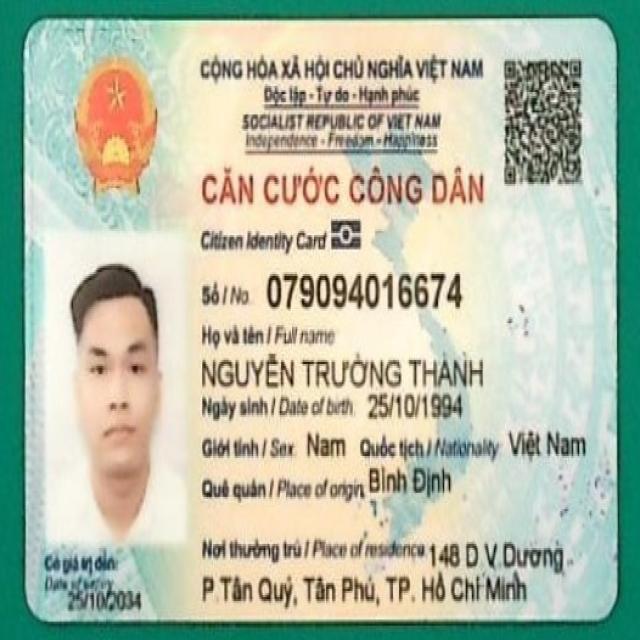 CỘNG HÒA XÃ HỘI CHỦ NGHĨA VIỆT NAM
Độc lập - Tự do - Hạnh phúc
SOCIALIST REPUBLIC OF VIET NAM
Independence - Freedom - Happiness
CĂN CƯỚC CÔNG DÂN
Citizen Identity Card
Số / No. 079094016674
Họ và tên / Full name
NGUYỄN TRƯỜNG THÀNH
Ngày sinh / Date of birth 25/10/1994
Giới tính / Sex Nam Quốc tịch / Nationality Việt Nam
Quê quán / Place of origin Bình Định
Nơi thường trú / Place of residence 148 D V.Dương
P.Tân Quý, Tân Phú, TP. Hồ Chí Minh
Có giá trị đến:
Date of expiry
25/10/2034